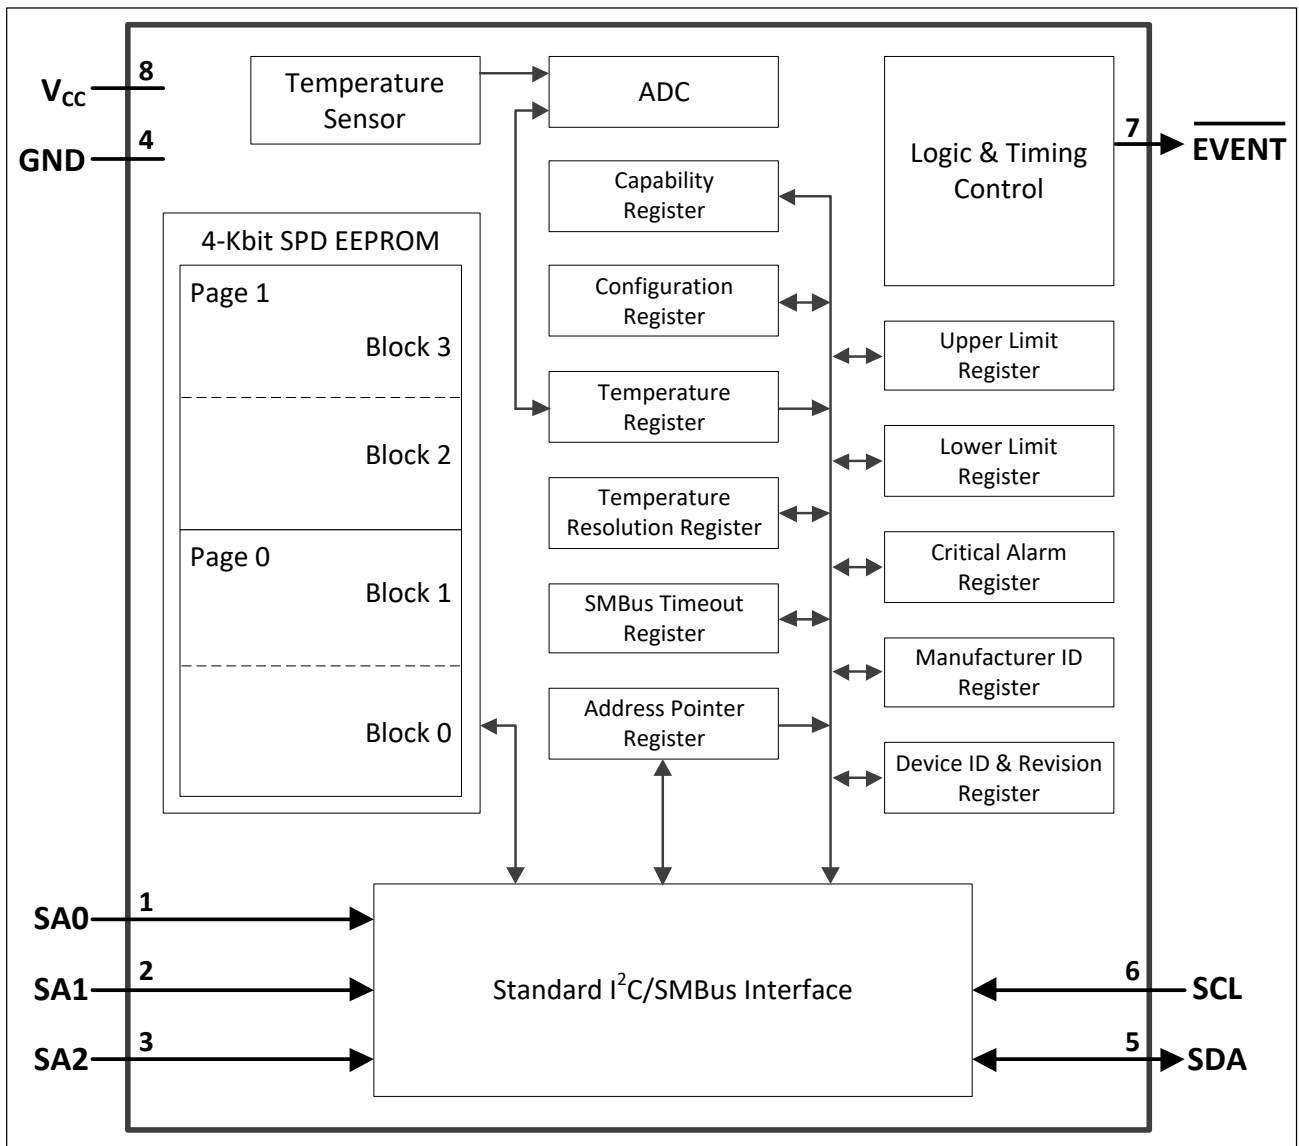 8
V_CC
4
GND
Temperature
Sensor
ADC
Logic & Timing
Control
7
EVENT
Capability
Register
4-Kbit SPD EEPROM
Page 1
Block 3
Block 2
Page 0
Block 1
Block 0
Configuration
Register
Temperature
Register
Temperature
Resolution Register
SMBus Timeout
Register
Address Pointer
Register
Upper Limit
Register
Lower Limit
Register
Critical Alarm
Register
Manufacturer ID
Register
Device ID & Revision
Register
1
SA0
2
SA1
3
SA2
Standard I²C/SMBus Interface
6
SCL
5
SDA